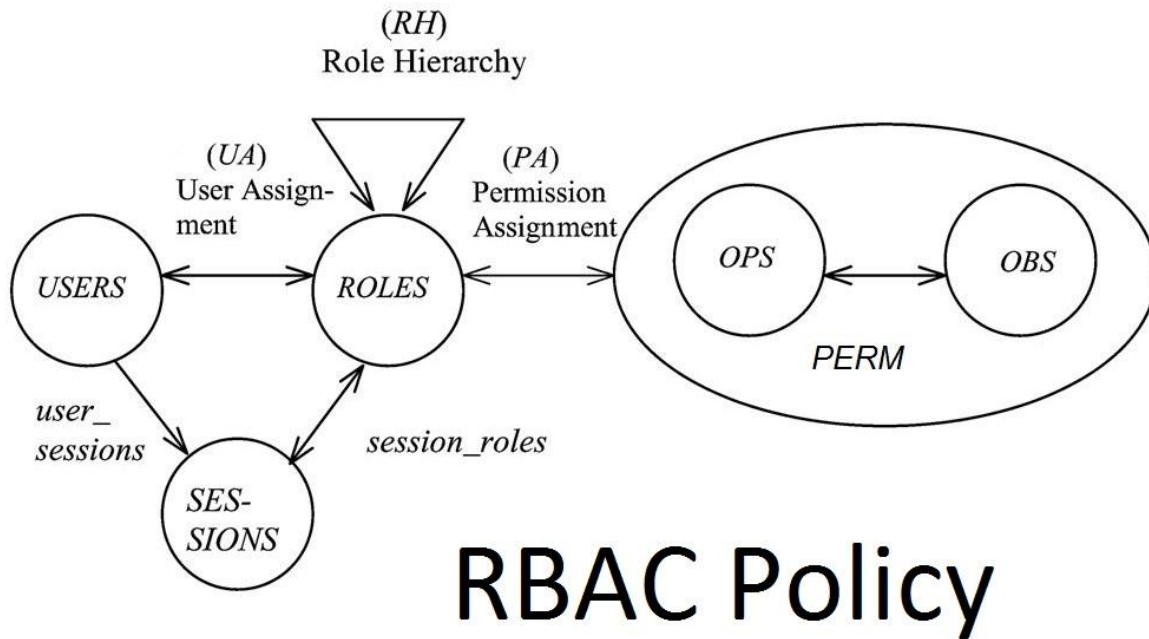 (RH)
Role Hierarchy
(UA)
User Assign-
ment
(PA)
Permission
Assignment
USERS
ROLES
OPS
OBS
PERM
user_
sessions
session_roles
SES-
SIONS
RBAC Policy